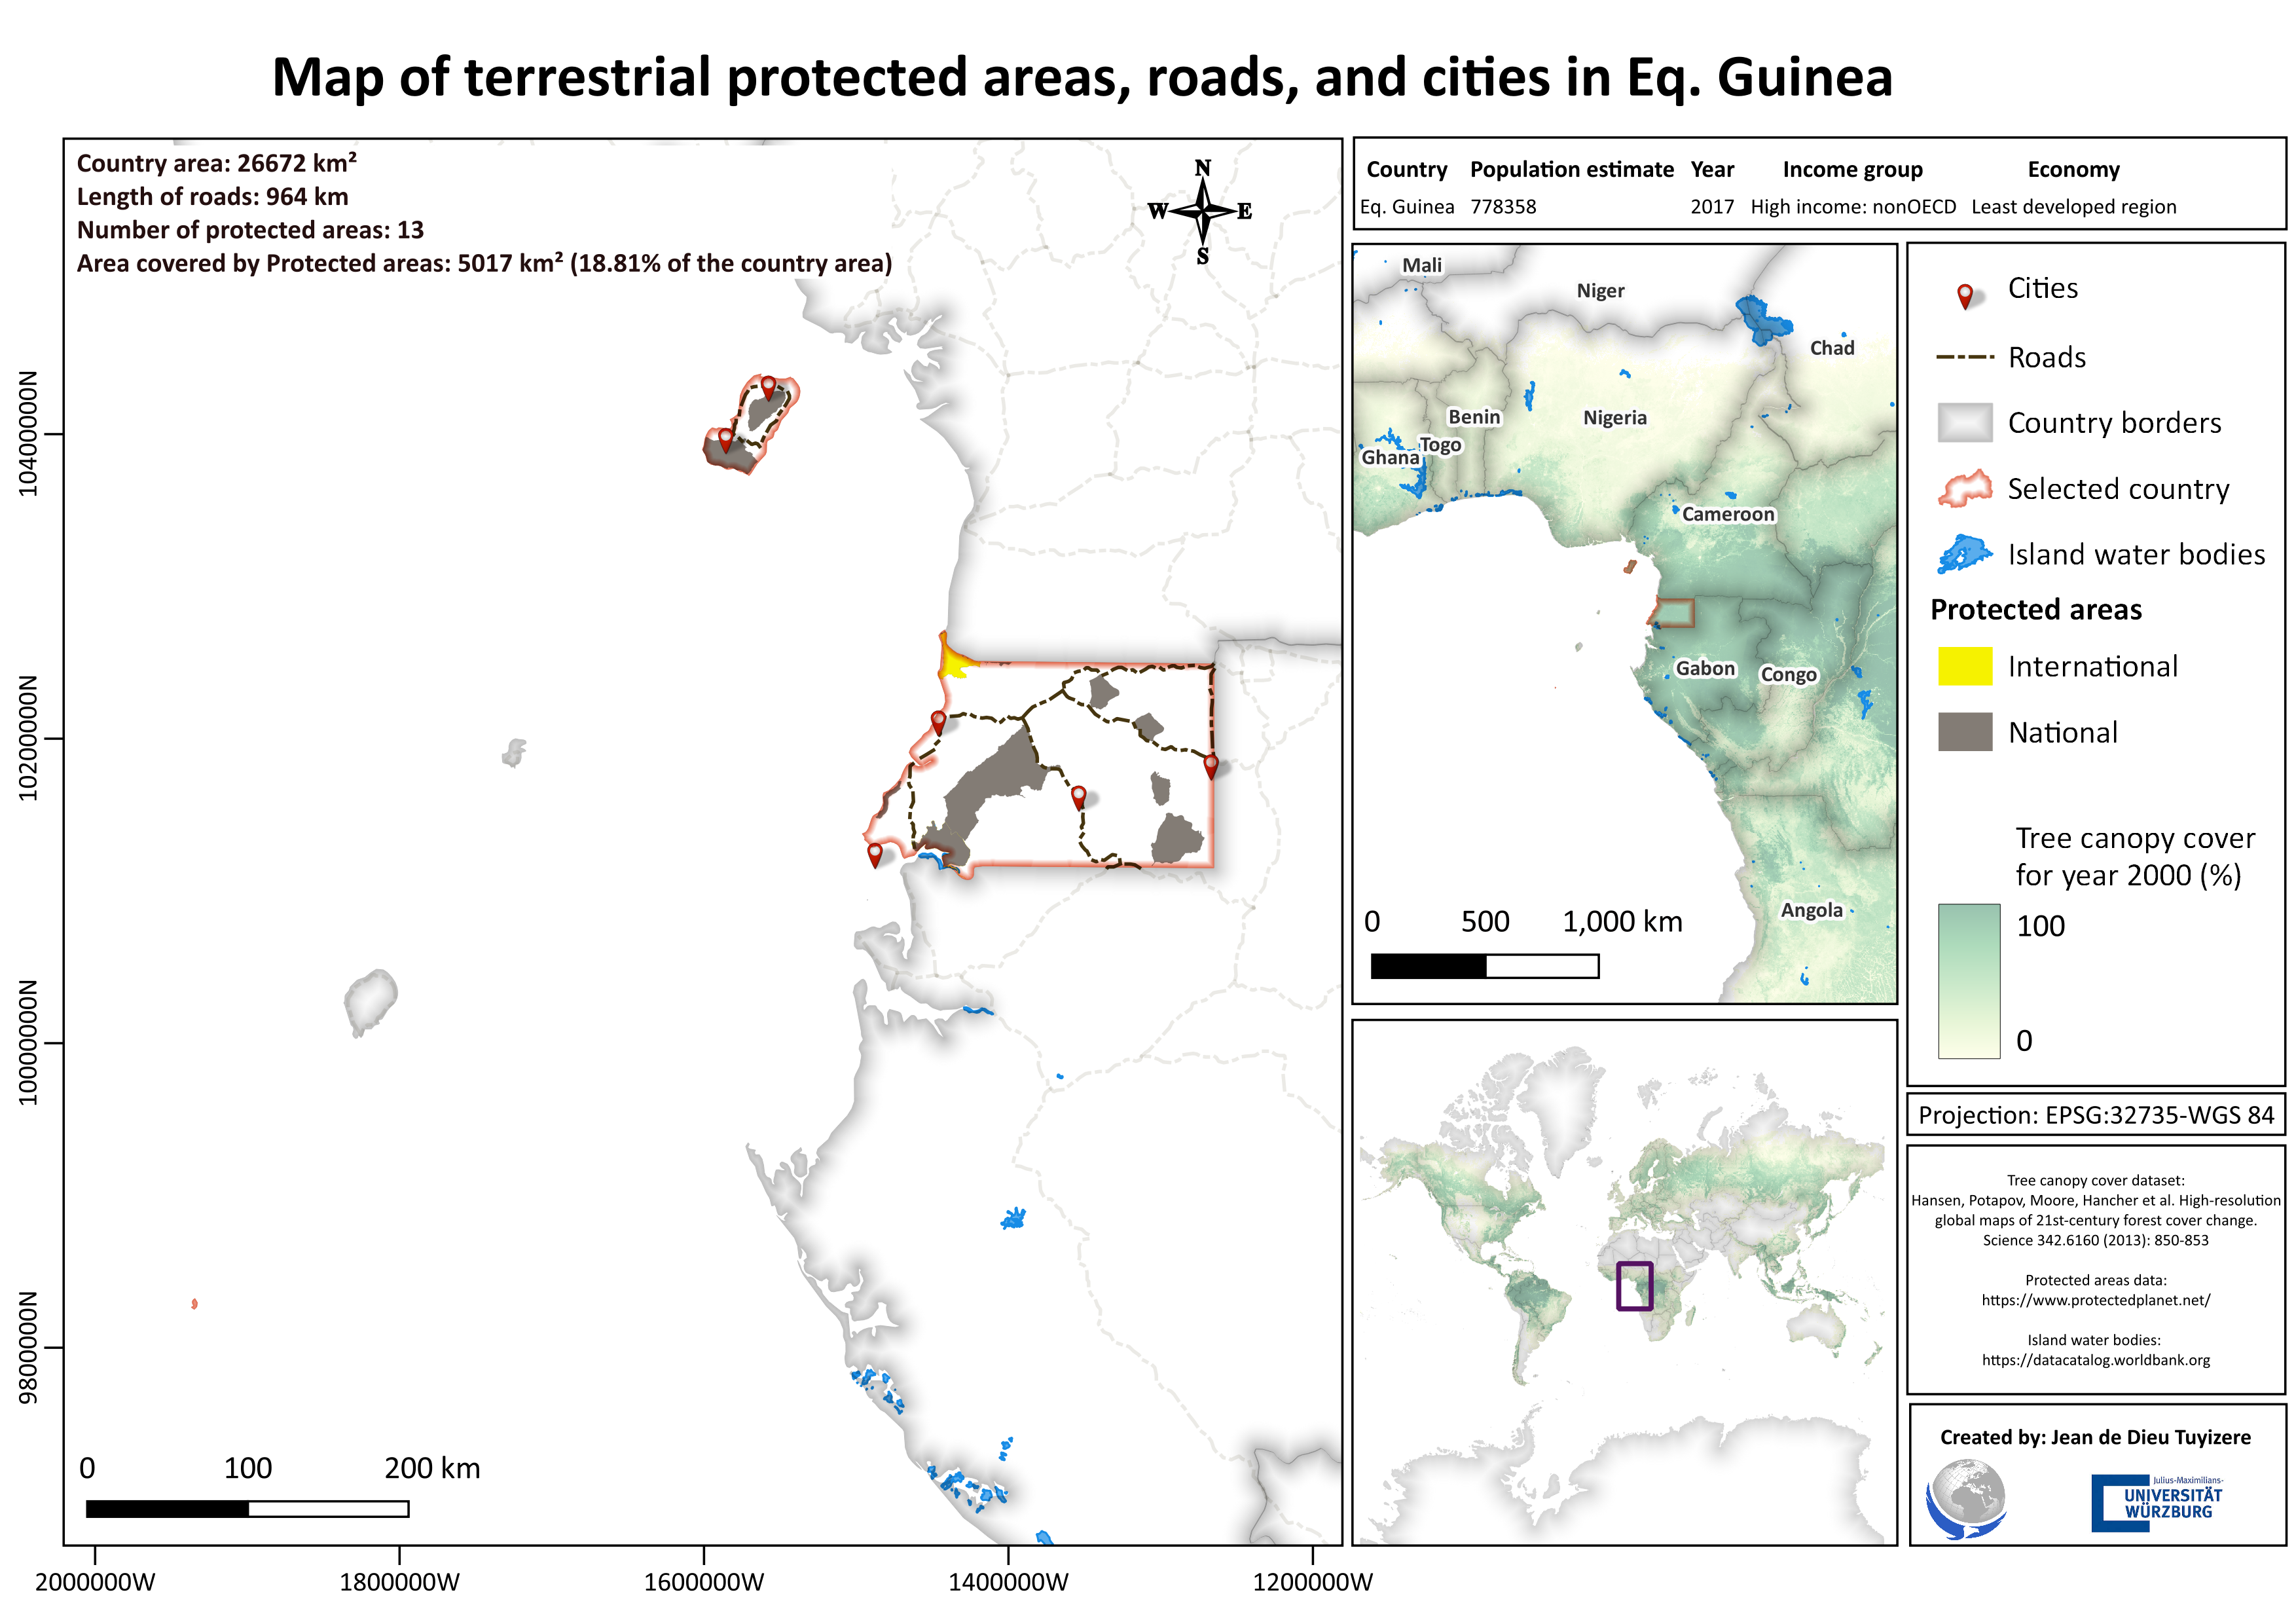 Map of terrestrial protected areas, roads, and cities in Eq. Guinea
Country area: 26672 km²
Length of roads: 964 km
Number of protected areas: 13
Area covered by Protected areas: 5017 km² (18.81% of the country area)
N
W E
S
10400000N
10200000N
10000000N
9800000N
0 100 200 km
2000000W 1800000W 1600000W 1400000W 1200000W
Country Population estimate Year Income group Economy
Eq. Guinea 778358 2017 High income: nonOECD Least developed region
Mali
Niger
Chad
Benin
Nigeria
Togo
Ghana
Cameroon
Gabon
Congo
Angola
0 500 1,000 km
Cities
Roads
Country borders
Selected country
Island water bodies
Protected areas
International
National
Tree canopy cover
for year 2000 (%)
100
0
Projection: EPSG:32735-WGS 84
Tree canopy cover dataset:
Hansen, Potapov, Moore, Hancher et al. High-resolution
global maps of 21st-century forest cover change.
Science 342.6160 (2013): 850-853
Protected areas data:
https://www.protectedplanet.net/
Island water bodies:
https://datacatalog.worldbank.org
Created by: Jean de Dieu Tuyizere
Julius-Maximilians-
UNIVERSITÄT
WÜRZBURG